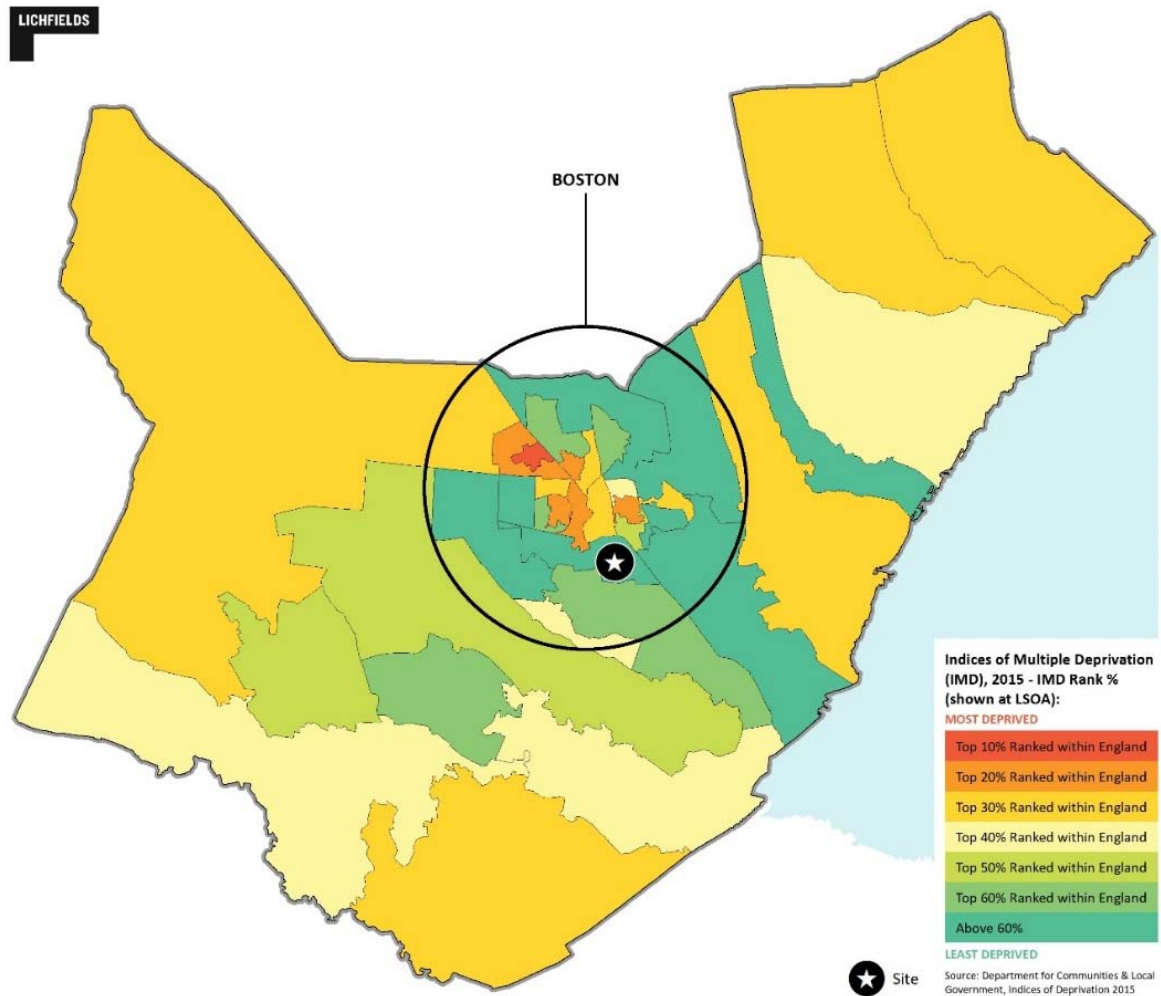 LICHFIELDS
BOSTON
Indices of Multiple Deprivation
(IMD), 2015 - IMD Rank %
(shown at LSOA):
MOST DEPRIVED
Top 10% Ranked within England
Top 20% Ranked within England
Top 30% Ranked within England
Top 40% Ranked within England
Top 50% Ranked within England
Top 60% Ranked within England
Above 60%
LEAST DEPRIVED
Site
Source: Department for Communities & Local
Government, Indices of Deprivation 2015